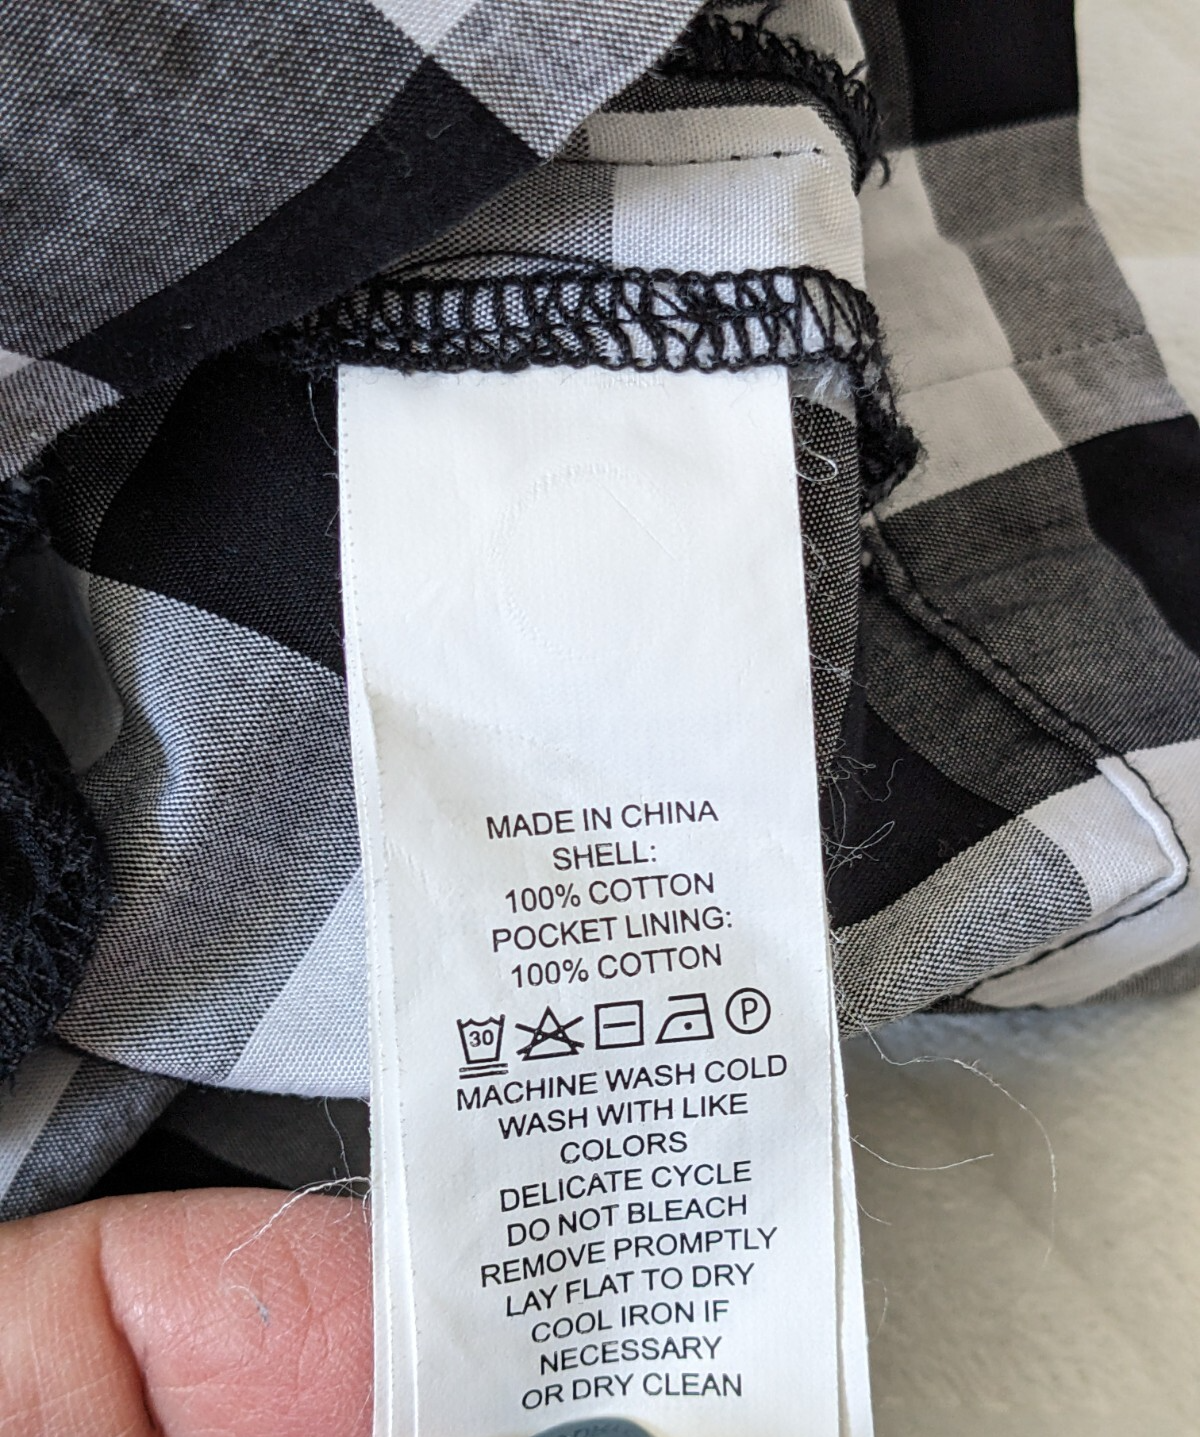 MADE IN CHINA
SHELL:
100% COTTON
POCKET LINING:
100% COTTON
30 P
MACHINE WASH COLD
WASH WITH LIKE
COLORS
DELICATE CYCLE
DO NOT BLEACH
REMOVE PROMPTLY
LAY FLAT TO DRY
COOL IRON IF
NECESSARY
OR DRY CLEAN